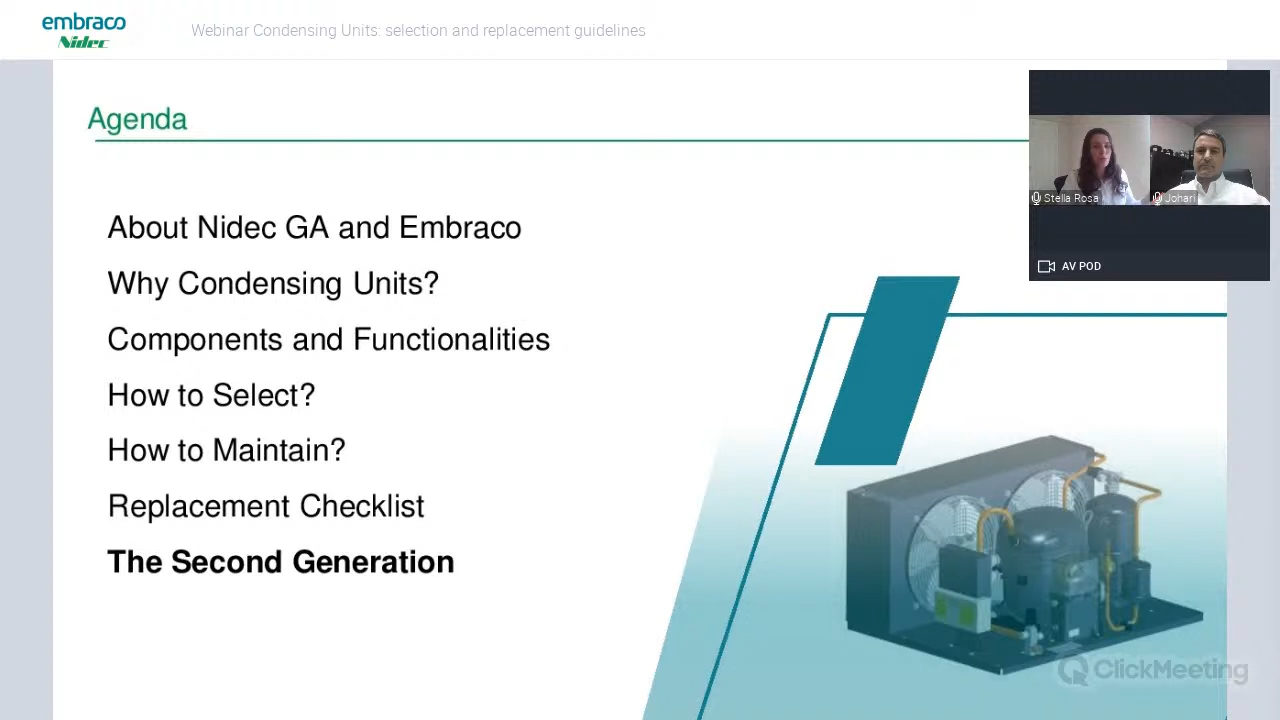 embraco
Nidec
Webinar Condensing Units: selection and replacement guidelines
Agenda
About Nidec GA and Embraco
Why Condensing Units?
Components and Functionalities
How to Select?
How to Maintain?
Replacement Checklist
The Second Generation
Stella Rosa
Johari
AV POD
ClickMeeting